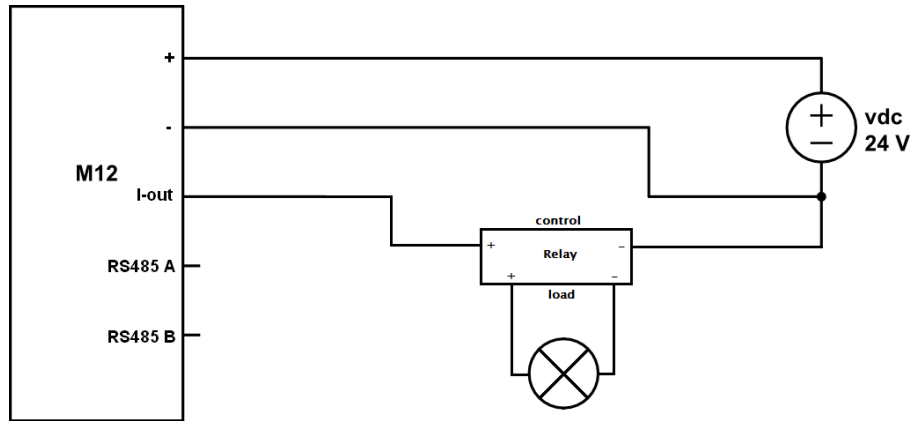 +
-
M12
I-out
RS485 A
RS485 B
+
−
vdc
24 V
control
+
Relay
−
+
−
load